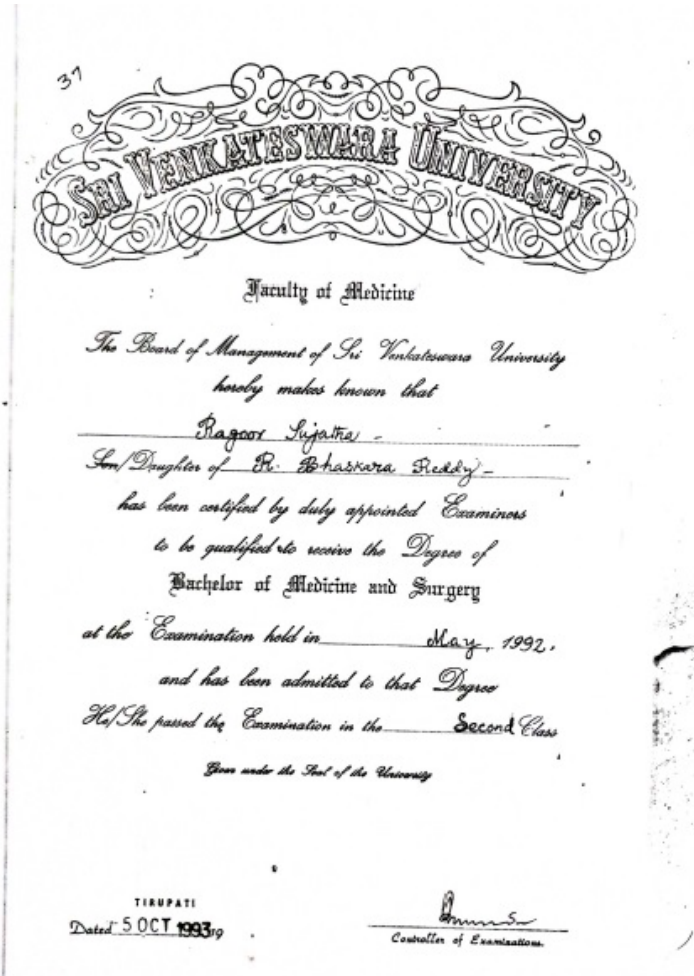 37
SRI VENKATESWARA UNIVERSITY
Faculty of Medicine
The Board of Management of Sri Venkateswara University
hereby makes known that
Ragoor Sujatha -
Son/Daughter of R. Bhaskara Reddy -
has been certified by duly appointed Examiners
to be qualified to receive the Degree of
Bachelor of Medicine and Surgery
at the Examination held in May, 1992.
and has been admitted to that Degree
He/She passed the Examination in the Second Class
Given under the Seal of the University
TIRUPATI
Dated 5 OCT 1993 19
Controller of Examinations.